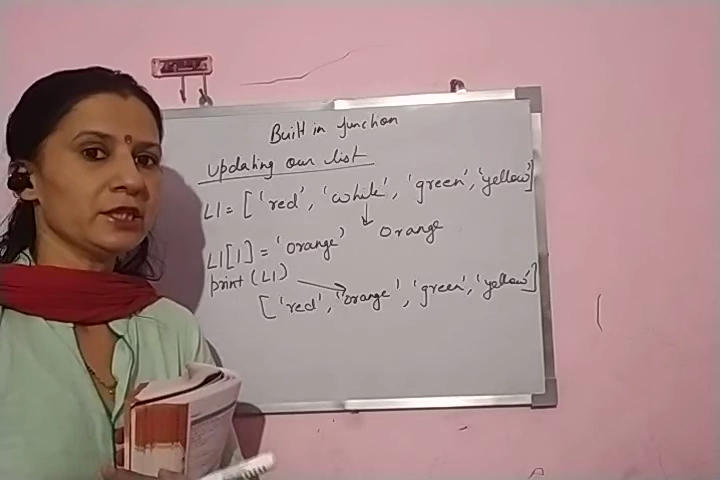 Built in function
Updating our list
L1 = ['red', 'white', 'green', 'yellow']
orange
L1[1] = 'orange'
print (L1)
['red', 'orange', 'green', 'yellow']